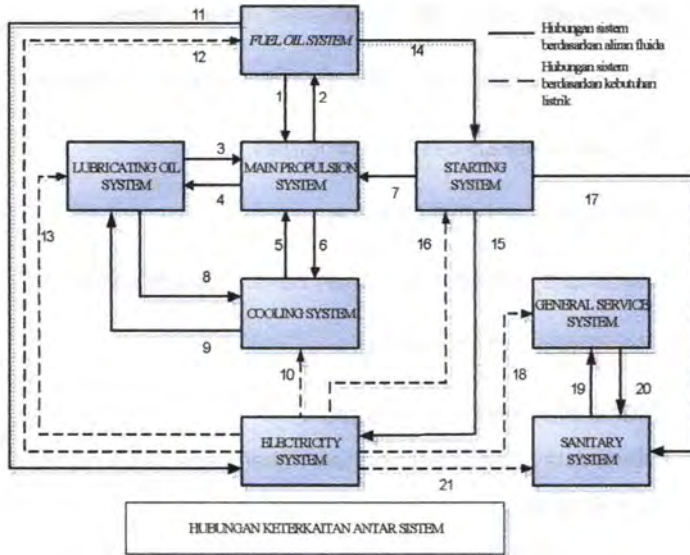 11
12
FUEL OIL SYSTEM
14
Hubungan sistem
berdasarkan aliran fluida
Hubungan sistem
berdasarkan kebutuhan
listrik
1
2
LUBRICATING OIL
SYSTEM
3
4
MAIN PROPULSION
SYSTEM
7
STARTING
SYSTEM
17
13
5
6
16
15
8
9
COOLING SYSTEM
GENERAL SERVICE
SYSTEM
10
18
19
20
ELECTRICITY
SYSTEM
21
SANITARY
SYSTEM
HUBUNGAN KETERKAITAN ANTAR SISTEM